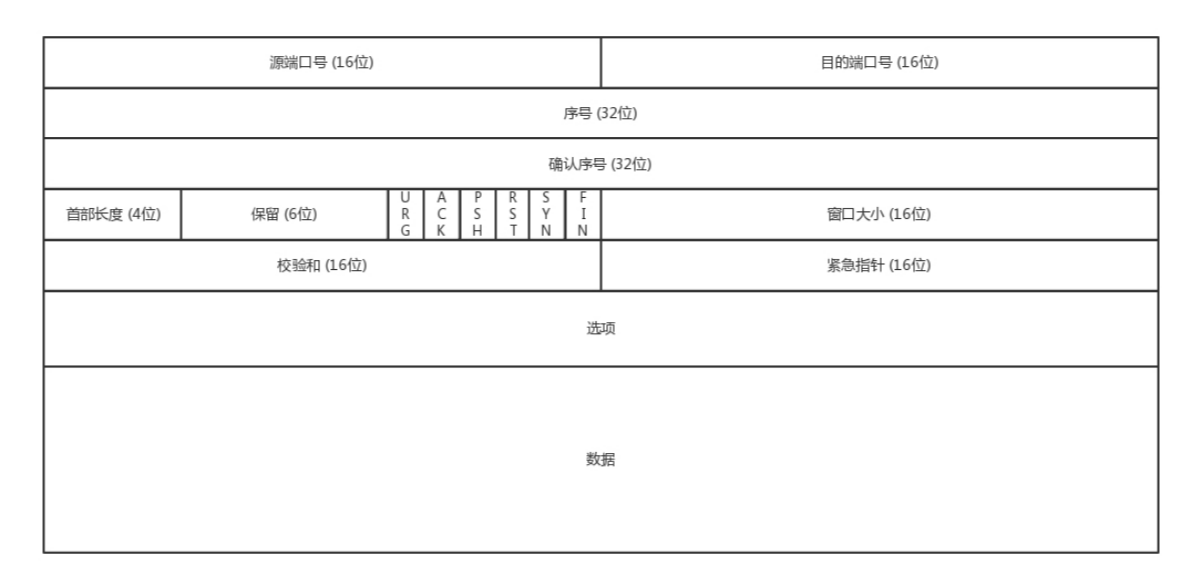 源端口号 (16位) 目的端口号 (16位)
序号 (32位)
确认序号 (32位)
首部长度 (4位) 保留 (6位) URG ACK PSH RST SYN FIN 窗口大小 (16位)
校验和 (16位) 紧急指针 (16位)
选项
数据